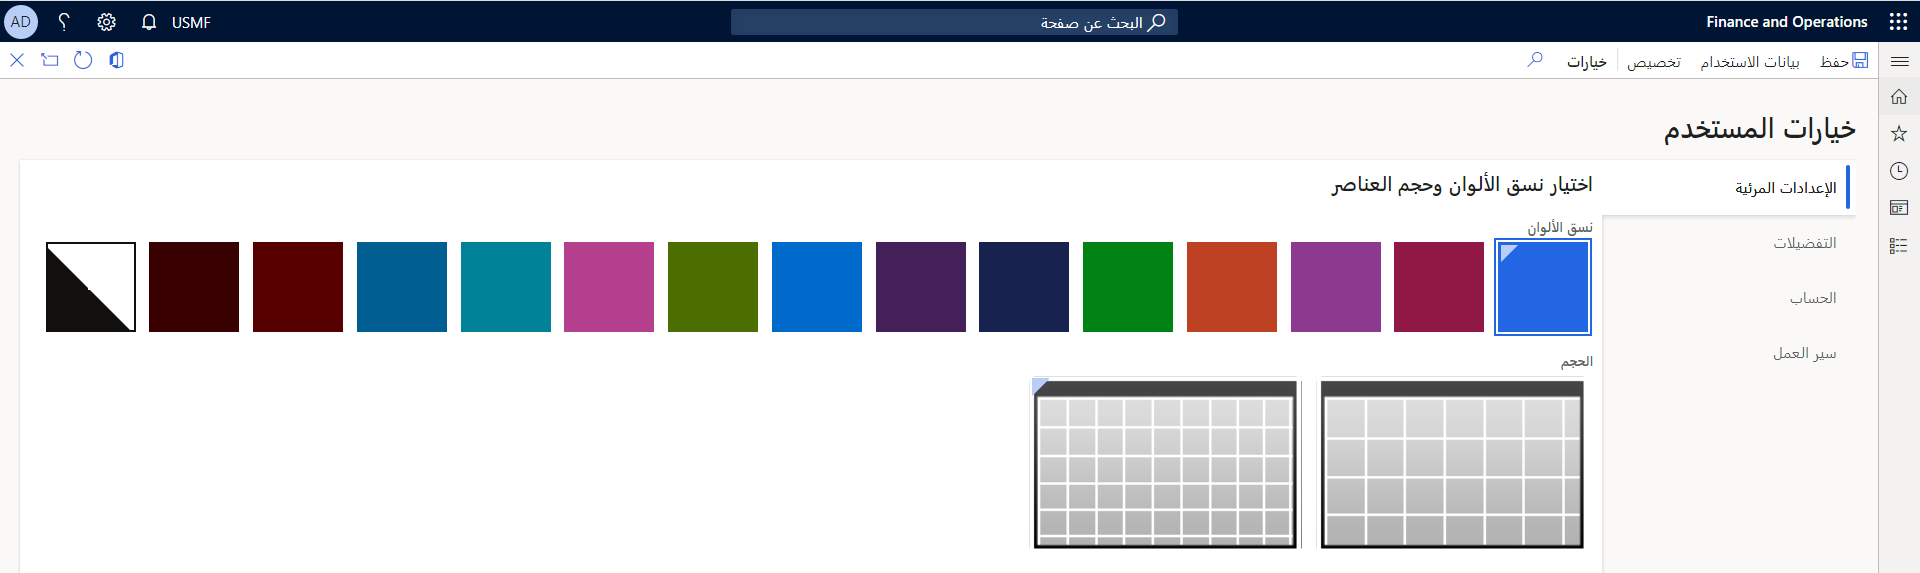 Finance and Operations
البحث عن صفحة
USMF
AD
حفظ
بيانات الاستخدام
تخصيص
خيارات
خيارات المستخدم
الإعدادات المرئية
التفضيلات
الحساب
سير العمل
اختيار نسق الألوان وحجم العناصر
نسق الألوان
الحجم